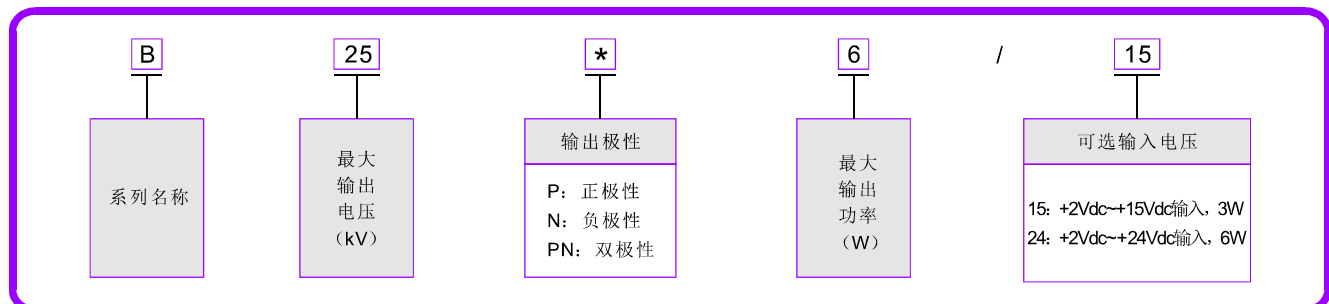 B 25 * 6 / 15
系列名称
最大
输出
电压
（kV）
输出极性
P：正极性
N：负极性
PN：双极性
最大
输出
功率
（W）
可选输入电压
15：+2Vdc~+15Vdc输入，3W
24：+2Vdc~+24Vdc输入，6W